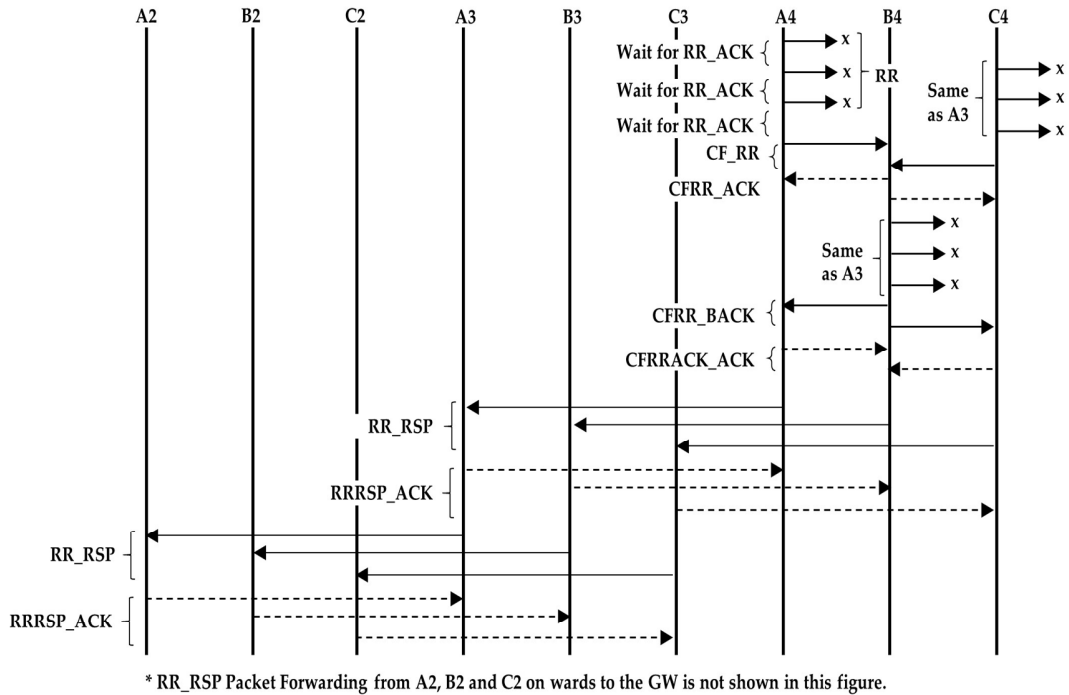 A2 B2 C2 A3 B3 C3 A4 B4 C4
Wait for RR_ACK
x
x
x
RR
Wait for RR_ACK
Wait for RR_ACK
Same
as A3
x
x
x
CF_RR
CFRR_ACK
Same
as A3
x
x
x
CFRR_BACK
CFRRACK_ACK
RR_RSP
RRRSP_ACK
RR_RSP
RRRSP_ACK
* RR_RSP Packet Forwarding from A2, B2 and C2 on wards to the GW is not shown in this figure.